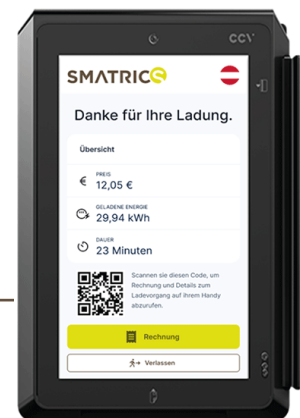 CCV
SMATRICS
Danke für Ihre Ladung.
Übersicht
€ PREIS
12,05 €
GELADENE ENERGIE
29,94 kWh
DAUER
23 Minuten
Scannen sie diesen Code, um
Rechnung und Details zum
Ladevorgang auf ihrem Handy
abzurufen.
Rechnung
Verlassen